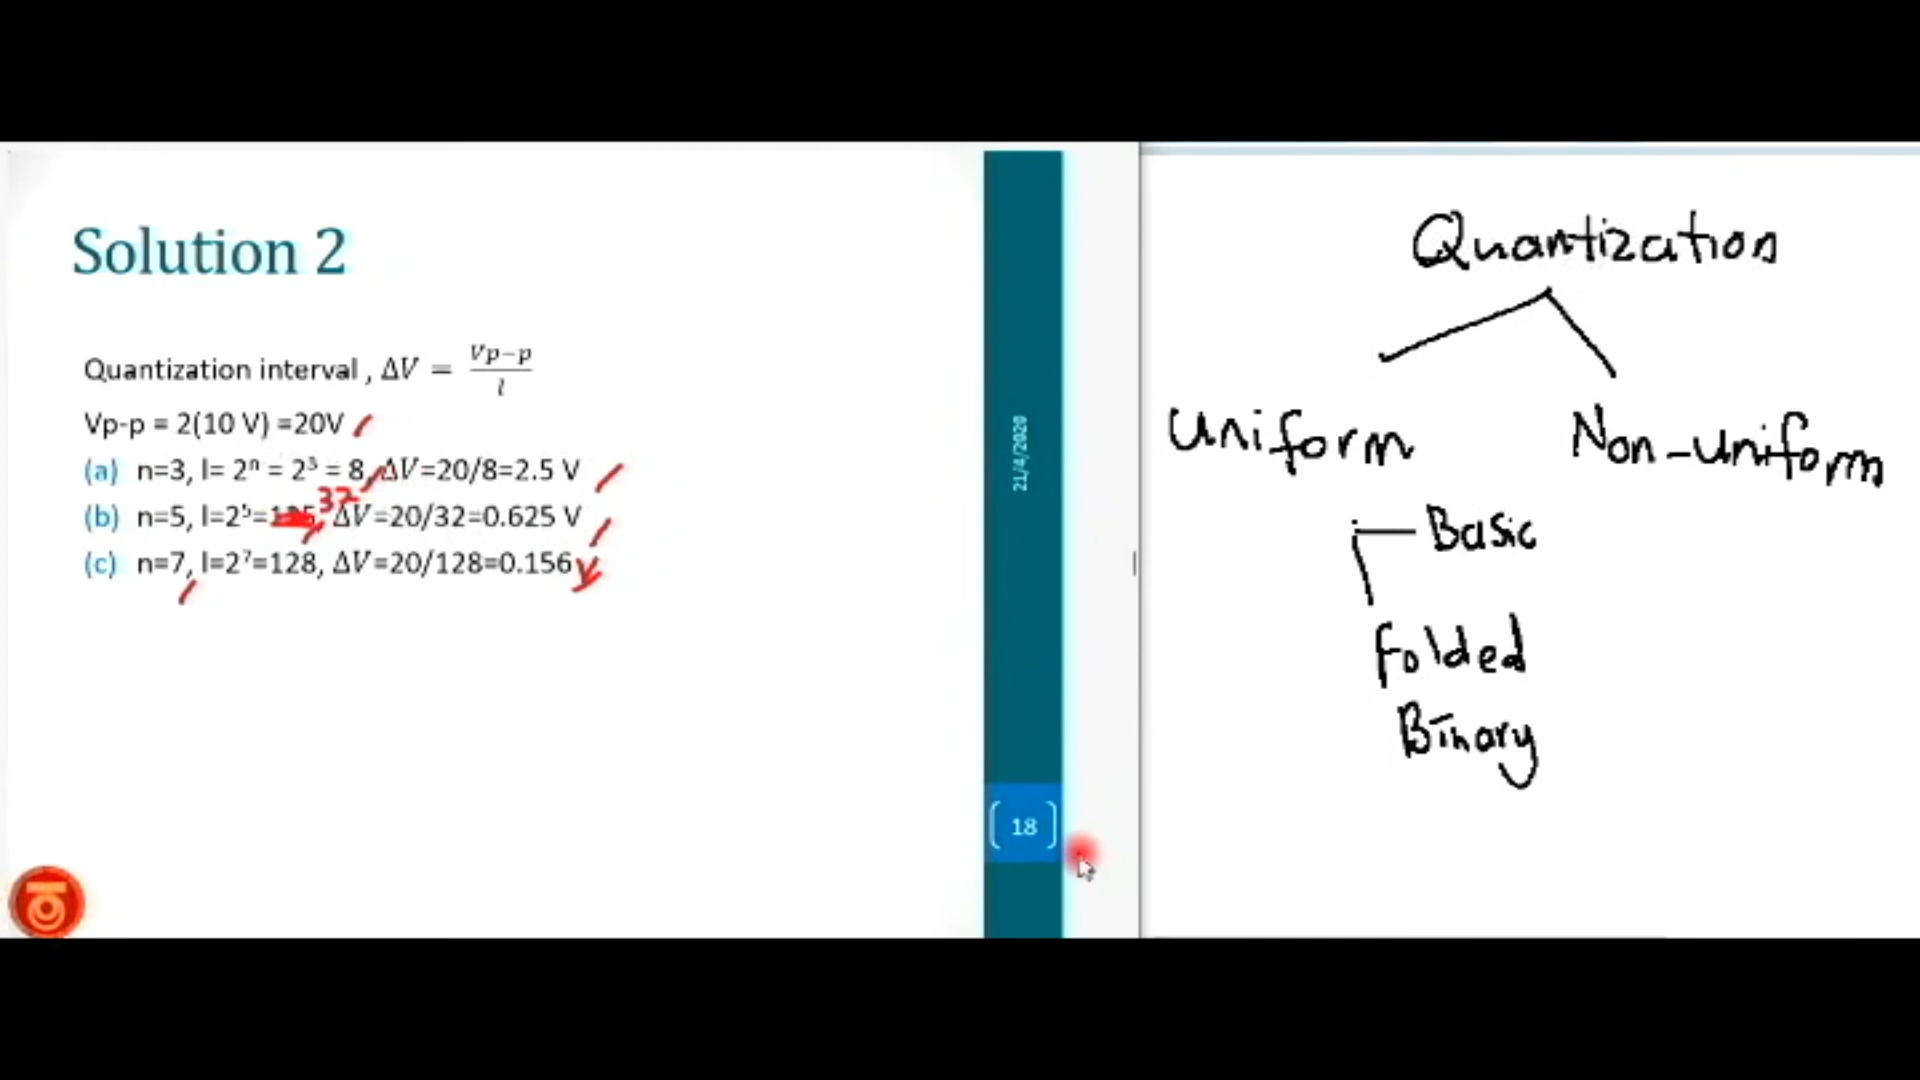 Solution 2
Quantization interval , ΔV = Vp−p / l
Vp-p = 2(10 V) =20V
(a) n=3, l= 2ⁿ = 2³ = 8, ΔV=20/8=2.5 V
32
(b) n=5, l=2⁵= ΔV=20/32=0.625 V
(c) n=7, l=2⁷=128, ΔV=20/128=0.156
21/4/2020
18
Quantization
Uniform
Non-uniform
Basic
Folded
Binary